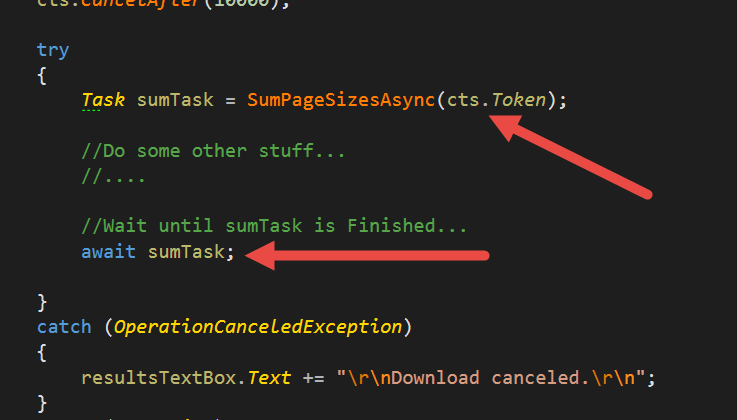 cts.CancelAfter(10000);
try
{
Task sumTask = SumPageSizesAsync(cts.Token);
//Do some other stuff...
//....
//Wait until sumTask is Finished...
await sumTask;
}
catch (OperationCanceledException)
{
resultsTextBox.Text += "\r\nDownload canceled.\r\n";
}